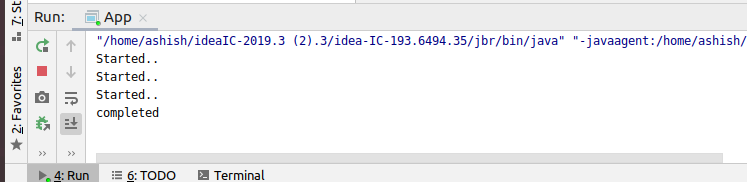 Run: App ×
"/home/ashish/ideaIC-2019.3 (2).3/idea-IC-193.6494.35/jbr/bin/java" "-javaagent:/home/ashish/
Started..
Started..
Started..
completed
7: St
2: Favorites
4: Run 6: TODO Terminal